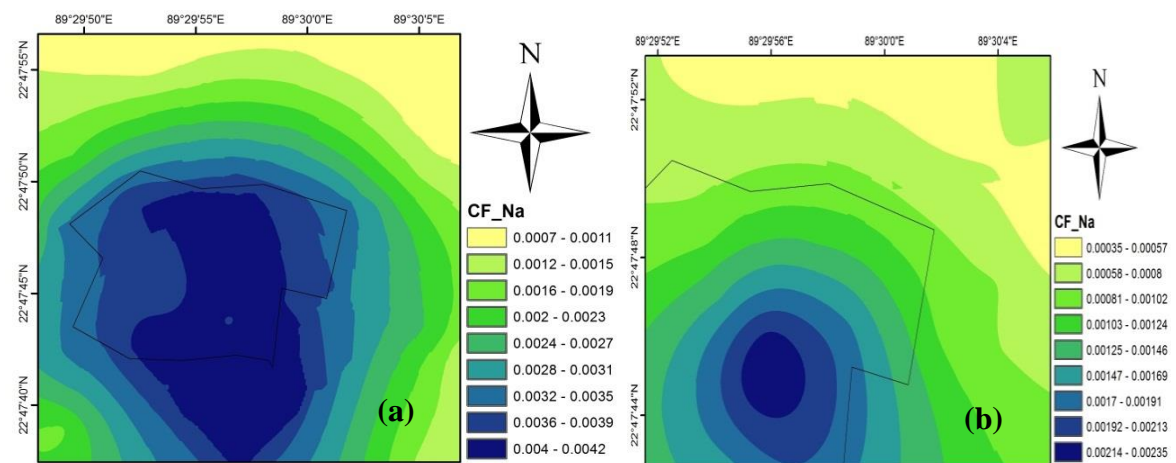 89°29'50"E 89°29'55"E 89°30'0"E 89°30'5"E
22°47'55"N
22°47'50"N
22°47'45"N
22°47'40"N
N
CF_Na
0.0007 - 0.0011
0.0012 - 0.0015
0.0016 - 0.0019
0.002 - 0.0023
0.0024 - 0.0027
0.0028 - 0.0031
0.0032 - 0.0035
0.0036 - 0.0039
0.004 - 0.0042
(a)
89°29'52"E 89°29'56"E 89°30'0"E 89°30'4"E
22°47'52"N
22°47'48"N
22°47'44"N
N
CF_Na
0.00035 - 0.00057
0.00058 - 0.0008
0.00081 - 0.00102
0.00103 - 0.00124
0.00125 - 0.00146
0.00147 - 0.00169
0.0017 - 0.00191
0.00192 - 0.00213
0.00214 - 0.00235
(b)